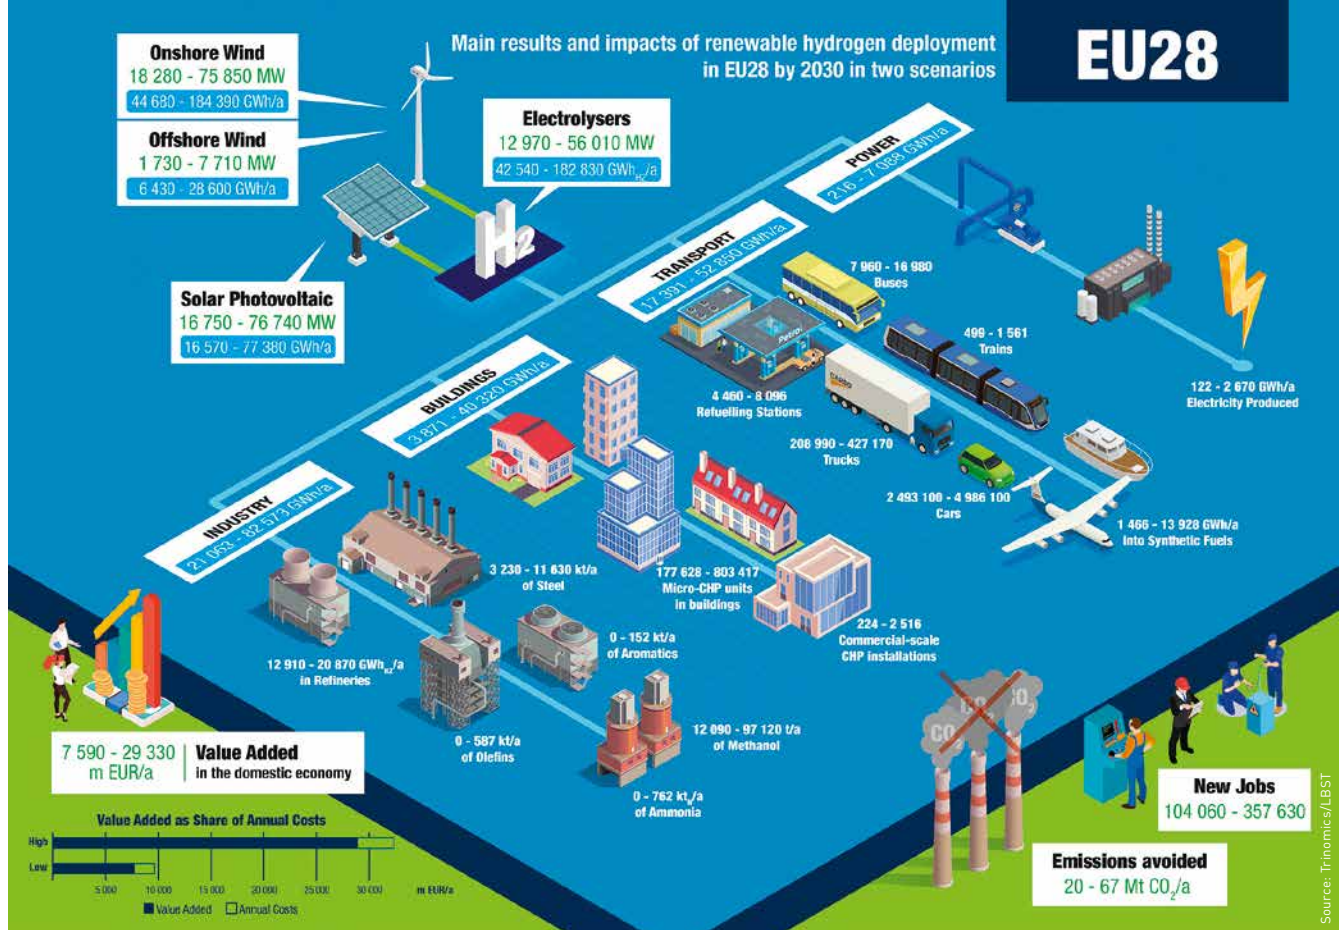 Main results and impacts of renewable hydrogen deployment
in EU28 by 2030 in two scenarios
EU28
Onshore Wind
18 280 - 75 850 MW
44 680 - 184 390 GWh/a
Offshore Wind
1 730 - 7 710 MW
6 430 - 28 600 GWh/a
Electrolysers
12 970 - 56 010 MW
42 540 - 182 830 GWhH2/a
H2
Solar Photovoltaic
16 750 - 76 740 MW
16 570 - 77 380 GWh/a
POWER
216 - 7 088 GWh/a
122 - 2 670 GWh/a
Electricity Produced
TRANSPORT
17 391 - 52 850 GWh/a
7 960 - 16 980
Buses
Petrol
499 - 1 561
Trains
4 460 - 8 096
Refuelling Stations
CARGO
208 990 - 427 170
Trucks
2 493 100 - 4 986 100
Cars
1 466 - 13 928 GWh/a
Into Synthetic Fuels
BUILDINGS
3 871 - 40 320 GWh/a
177 628 - 803 417
Micro-CHP units
in buildings
224 - 2 516
Commercial-scale
CHP installations
INDUSTRY
21 063 - 82 573 GWh/a
3 230 - 11 630 kt/a
of Steel
12 910 - 20 870 GWhH2/a
in Refineries
0 - 152 kt/a
of Aromatics
0 - 587 kt/a
of Olefins
12 090 - 97 120 t/a
of Methanol
0 - 762 ktN/a
of Ammonia
7 590 - 29 330
m EUR/a
Value Added
in the domestic economy
Value Added as Share of Annual Costs
High
Low
5 000 10 000 15 000 20 000 25 000 30 000 m EUR/a
Value Added Annual Costs
CO2
CO2
CO2
Emissions avoided
20 - 67 Mt CO2/a
New Jobs
104 060 - 357 630
Source: Trinomics/LBST